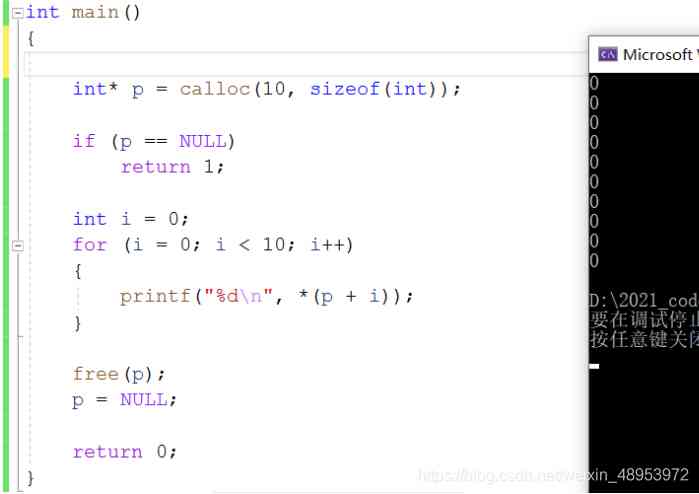 int main()
{
int* p = calloc(10, sizeof(int));
if (p == NULL)
return 1;
int i = 0;
for (i = 0; i < 10; i++)
{
printf("%d\n", *(p + i));
}
free(p);
p = NULL;
return 0;
}
Microsoft
0
0
0
0
0
0
0
0
0
0
D:\2021_cod
要在调试停止
按任意键关闭
https://blog.csdn.net/weixin_48953972